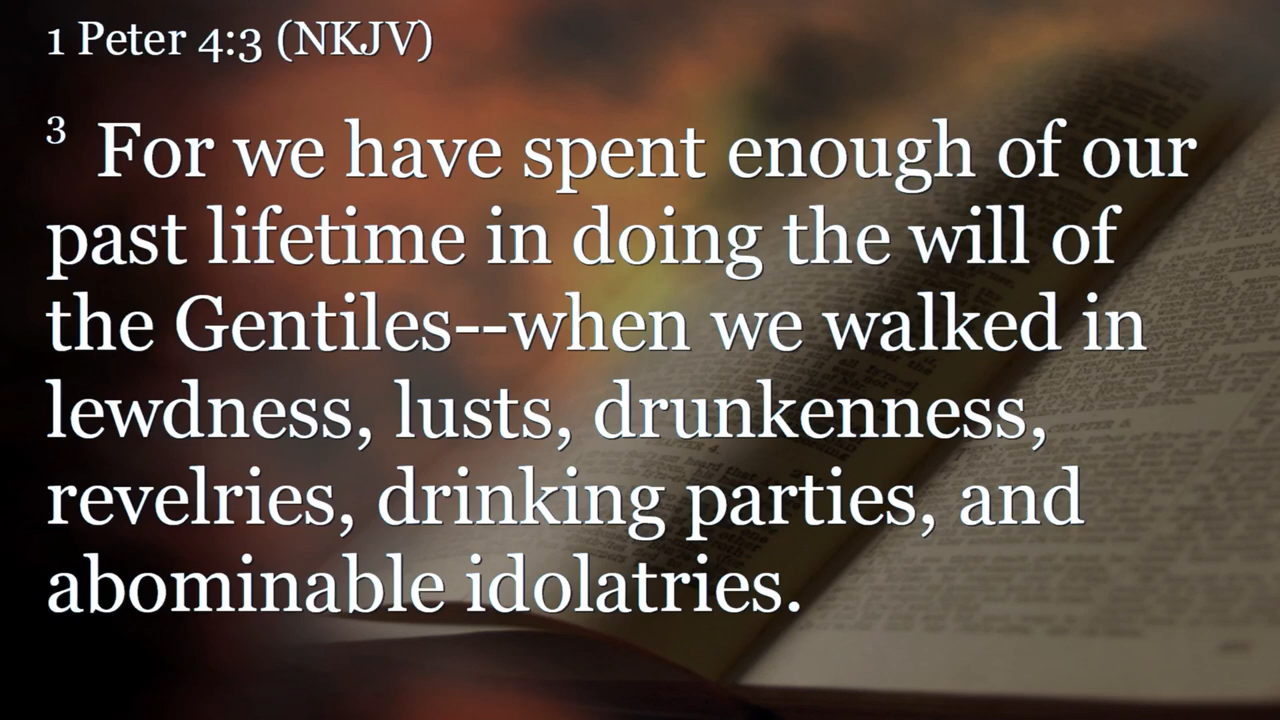 1 Peter 4:3 (NKJV)
3 For we have spent enough of our
past lifetime in doing the will of
the Gentiles--when we walked in
lewdness, lusts, drunkenness,
revelries, drinking parties, and
abominable idolatries.